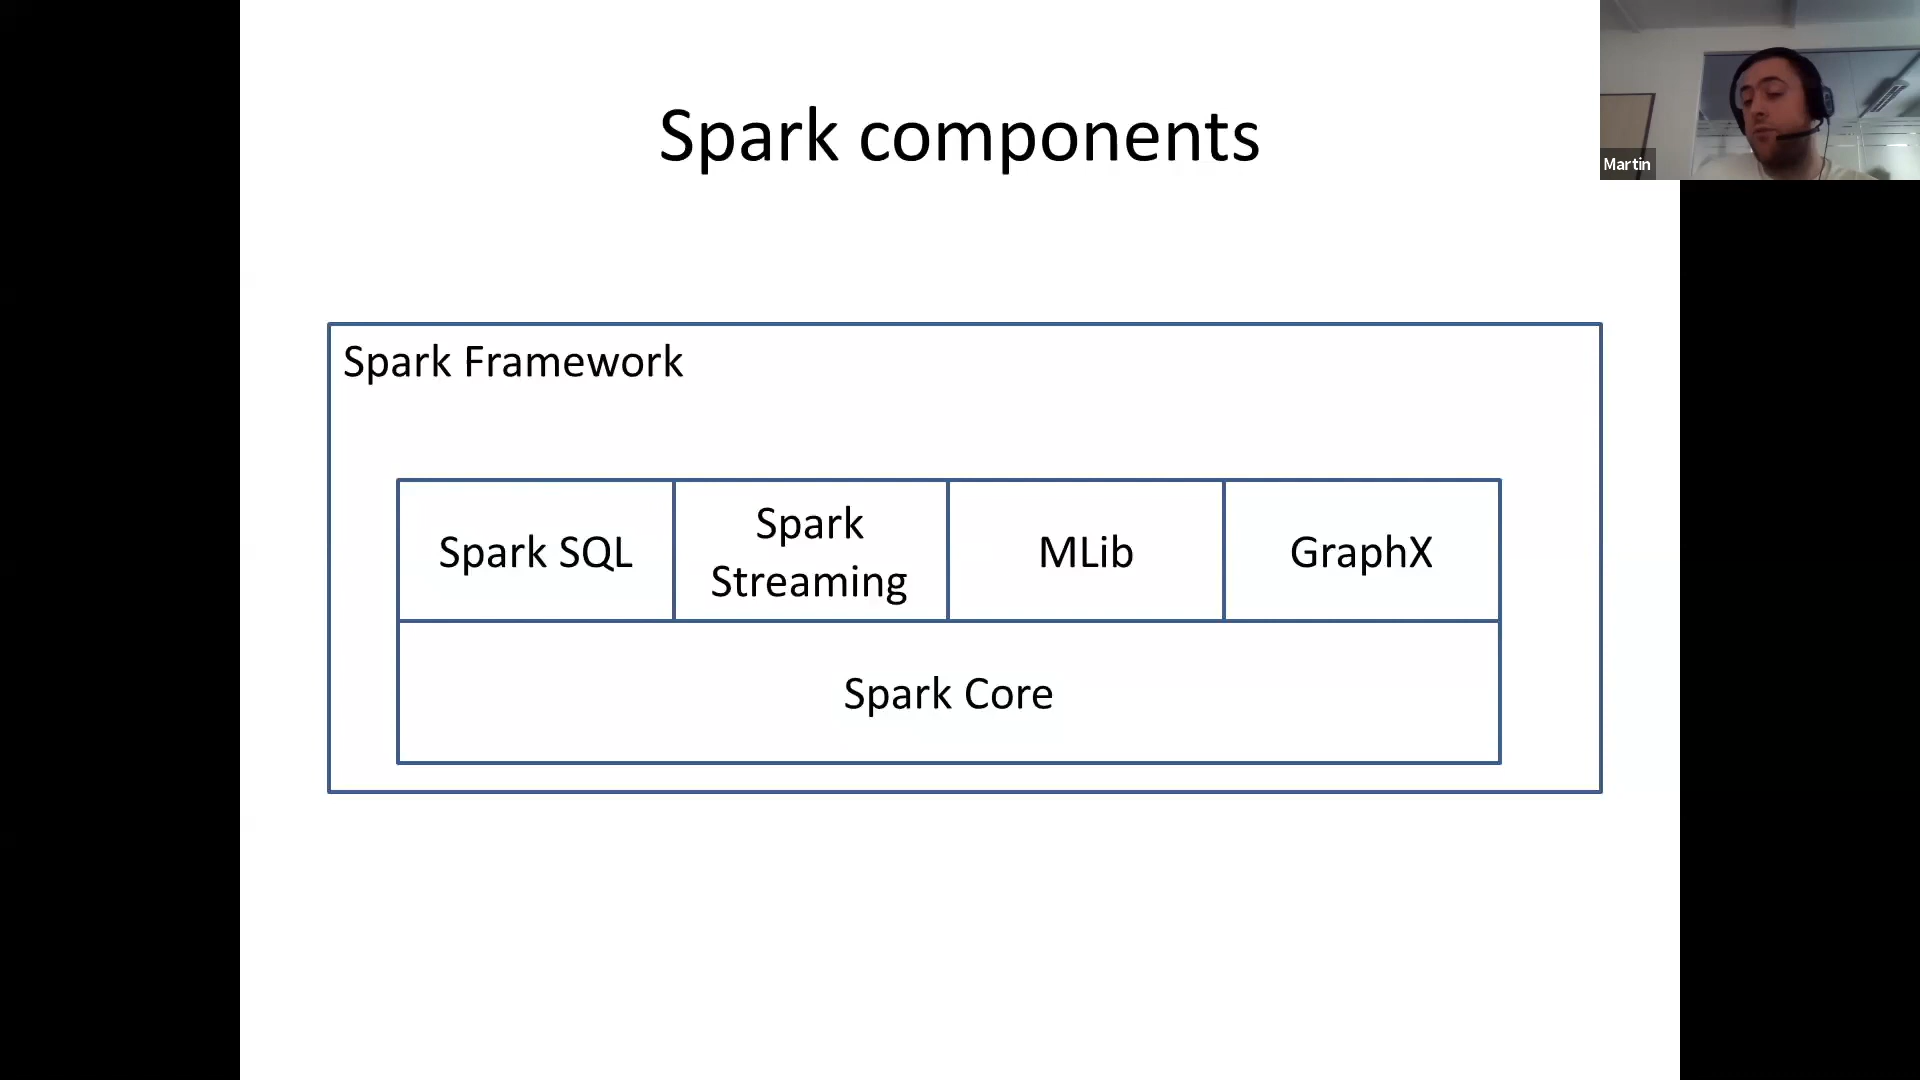 Spark components
Martin
Spark Framework
Spark SQL
Spark
Streaming
MLib
GraphX
Spark Core